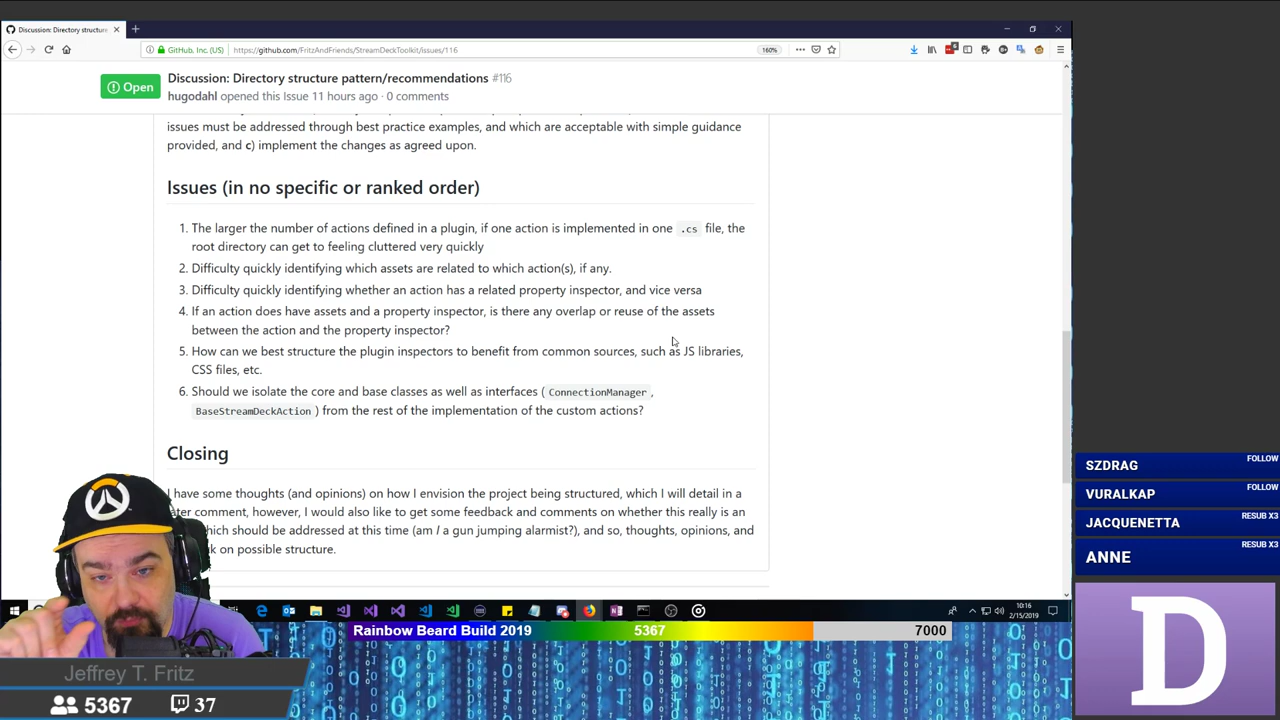 Discussion: Directory structure
GitHub, Inc. (US)
https://github.com/FritzAndFriends/StreamDeckToolkit/issues/116
160%
Open
Discussion: Directory structure pattern/recommendations #116
hugodahl opened this Issue 11 hours ago · 0 comments
issues must be addressed through best practice examples, and which are acceptable with simple guidance
provided, and c) implement the changes as agreed upon.
Issues (in no specific or ranked order)
1. The larger the number of actions defined in a plugin, if one action is implemented in one .cs file, the
root directory can get to feeling cluttered very quickly
2. Difficulty quickly identifying which assets are related to which action(s), if any.
3. Difficulty quickly identifying whether an action has a related property inspector, and vice versa
4. If an action does have assets and a property inspector, is there any overlap or reuse of the assets
between the action and the property inspector?
5. How can we best structure the plugin inspectors to benefit from common sources, such as JS libraries,
CSS files, etc.
6. Should we isolate the core and base classes as well as interfaces ( ConnectionManager ,
BaseStreamDeckAction ) from the rest of the implementation of the custom actions?
Closing
I have some thoughts (and opinions) on how I envision the project being structured, which I will detail in a
later comment, however, I would also like to get some feedback and comments on whether this really is an
which should be addressed at this time (am I a gun jumping alarmist?), and so, thoughts, opinions, and
on possible structure.
10:16
2/15/2019
SZDRAG
FOLLOW
VURALKAP
FOLLOW
JACQUENETTA
RESUB X3
ANNE
RESUB X3
D
Rainbow Beard Build 2019
5367
7000
Jeffrey T. Fritz
5367
37